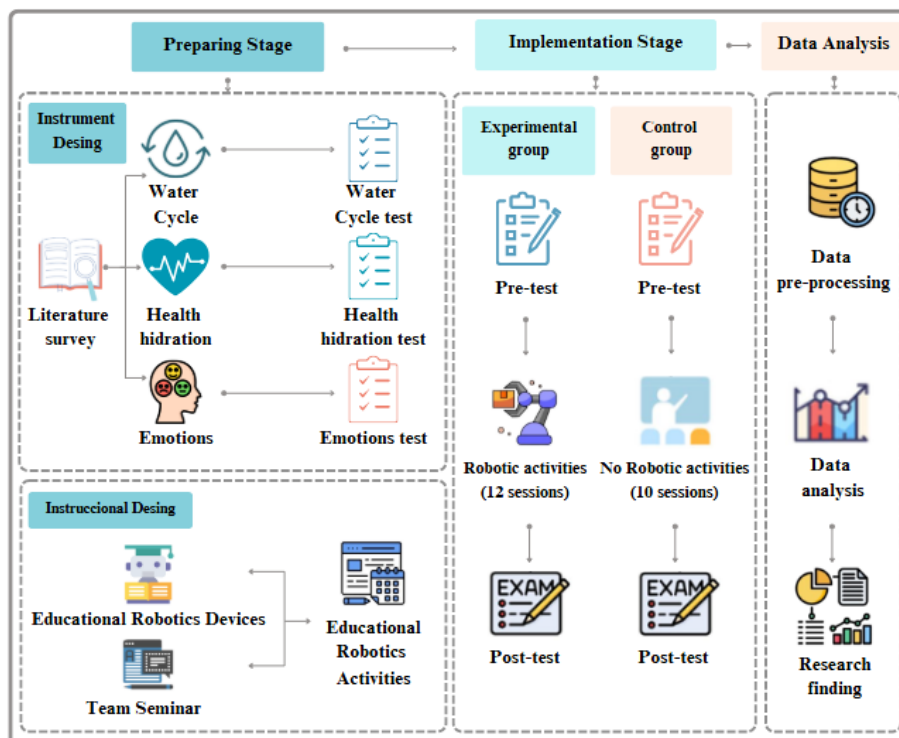 Preparing Stage
Implementation Stage
Data Analysis
Instrument
Desing
Water
Cycle
Water
Cycle test
Literature
survey
Health
hidration
Health
hidration test
Emotions
Emotions test
Instruccional Desing
Educational Robotics Devices
Team Seminar
Educational
Robotics
Activities
Experimental
group
Control
group
Pre-test
Pre-test
Robotic activities
(12 sessions)
No Robotic activities
(10 sessions)
EXAM
EXAM
Post-test
Post-test
Data
pre-processing
Data
analysis
Research
finding